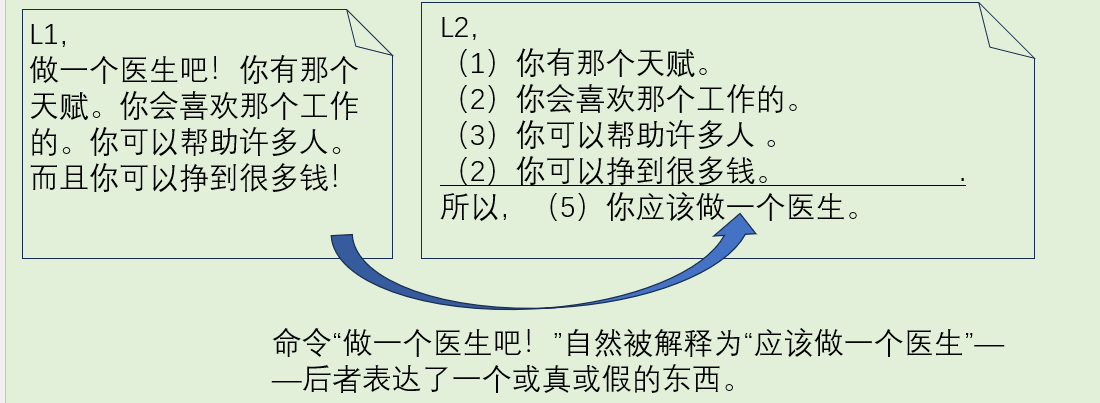 L1,
做一个医生吧！你有那个
天赋。你会喜欢那个工作
的。你可以帮助许多人。
而且你可以挣到很多钱！
L2,
（1）你有那个天赋。
（2）你会喜欢那个工作的。
（3）你可以帮助许多人 。
（2）你可以挣到很多钱。 .
所以，（5）你应该做一个医生。
命令“做一个医生吧！”自然被解释为“应该做一个医生”—
—后者表达了一个或真或假的东西。